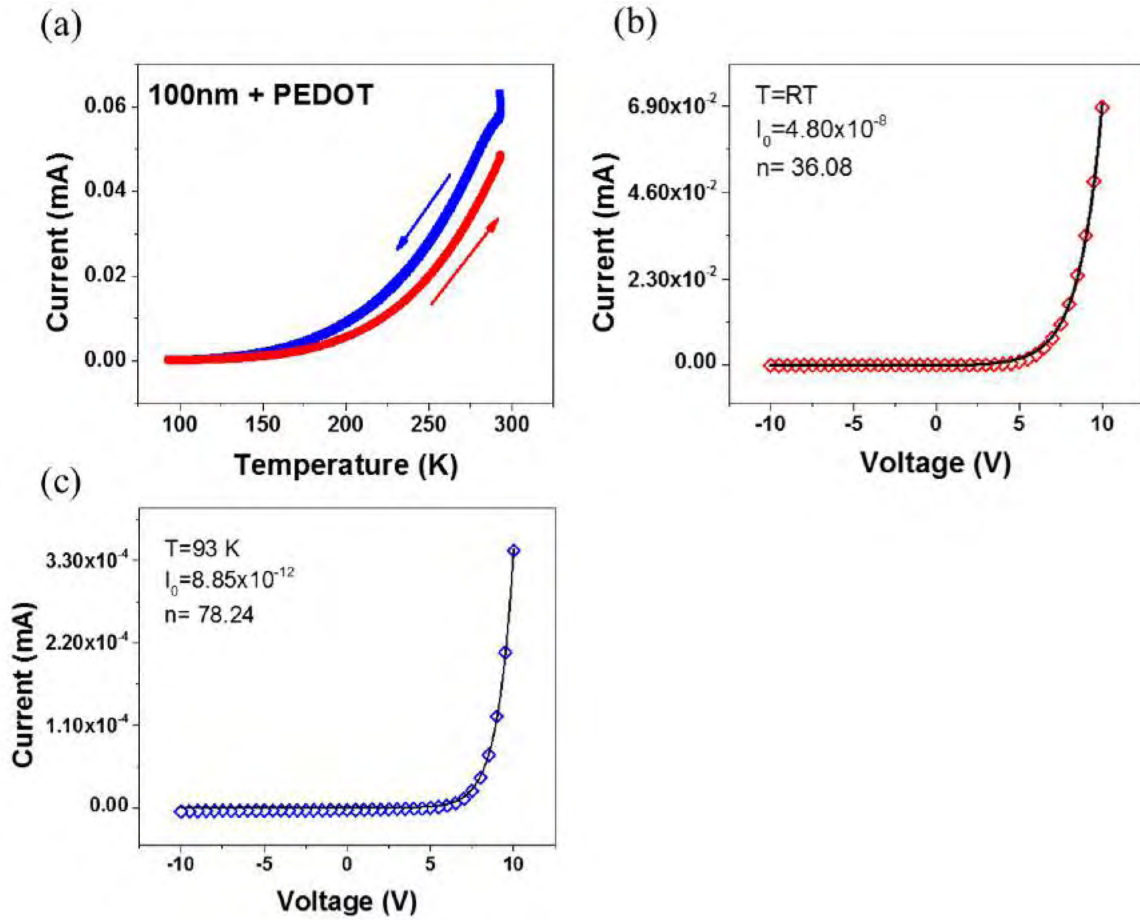 (a)
100nm + PEDOT
0.06
0.04
0.02
0.00
Current (mA)
100 150 200 250 300
Temperature (K)
(b)
T=RT
I₀=4.80x10⁻⁸
n= 36.08
6.90x10⁻²
4.60x10⁻²
2.30x10⁻²
0.00
Current (mA)
-10 -5 0 5 10
Voltage (V)
(c)
T=93 K
I₀=8.85x10⁻¹²
n= 78.24
3.30x10⁻⁴
2.20x10⁻⁴
1.10x10⁻⁴
0.00
Current (mA)
-10 -5 0 5 10
Voltage (V)